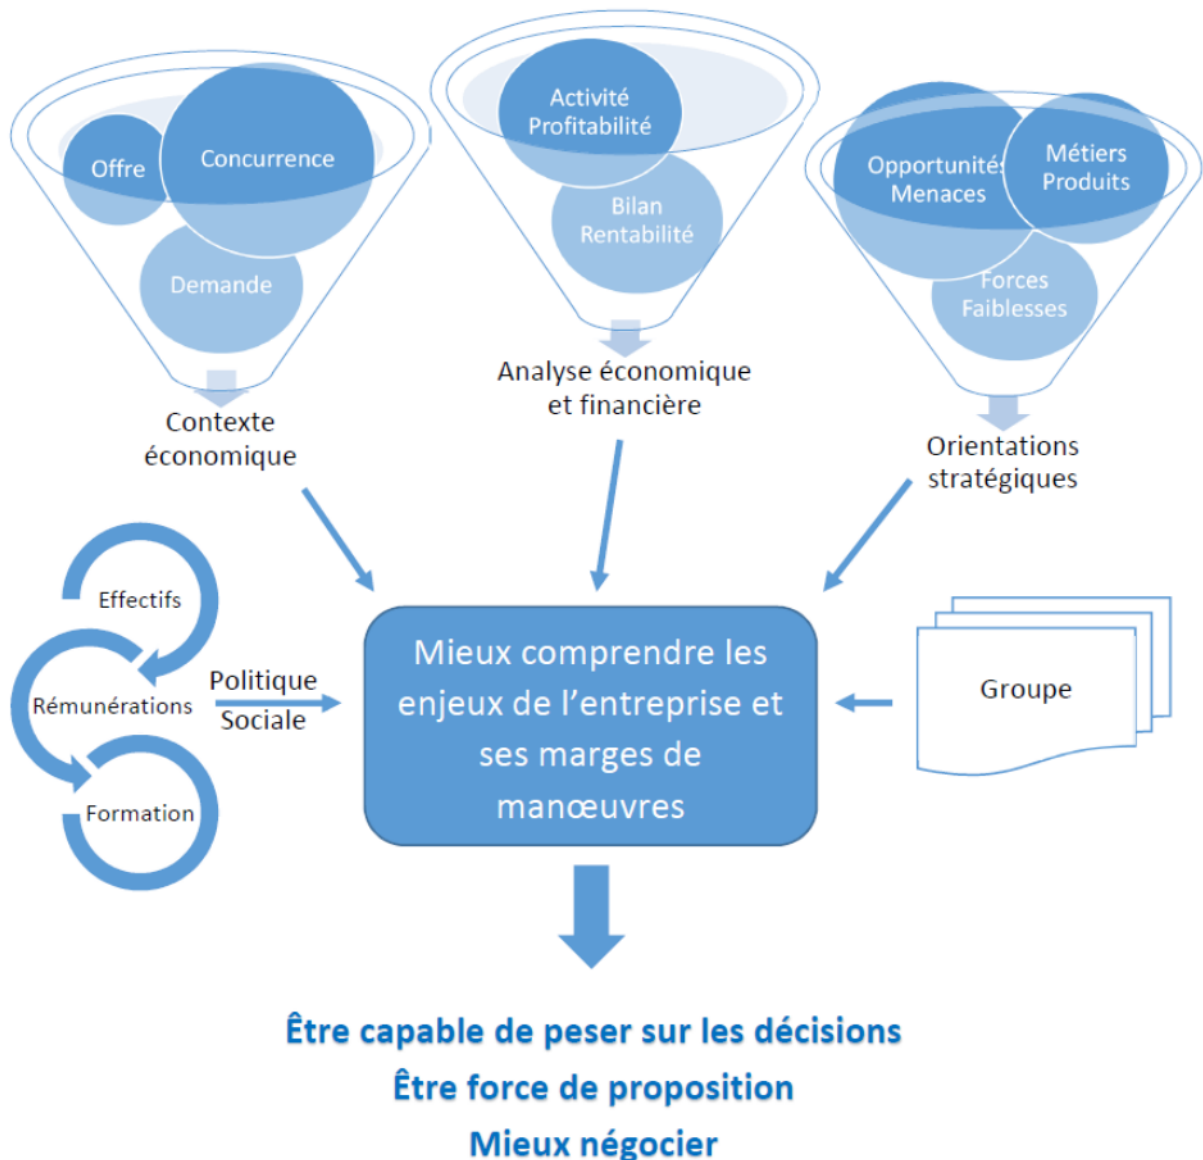 Offre
Concurrence
Demande
Contexte
économique
Activité
Profitabilité
Bilan
Rentabilité
Analyse économique
et financière
Opportunités
Menaces
Métiers
Produits
Forces
Faiblesses
Orientations
stratégiques
Effectifs
Rémunérations
Formation
Politique
Sociale
Mieux comprendre les
enjeux de l’entreprise et
ses marges de
manœuvres
Groupe
Être capable de peser sur les décisions
Être force de proposition
Mieux négocier